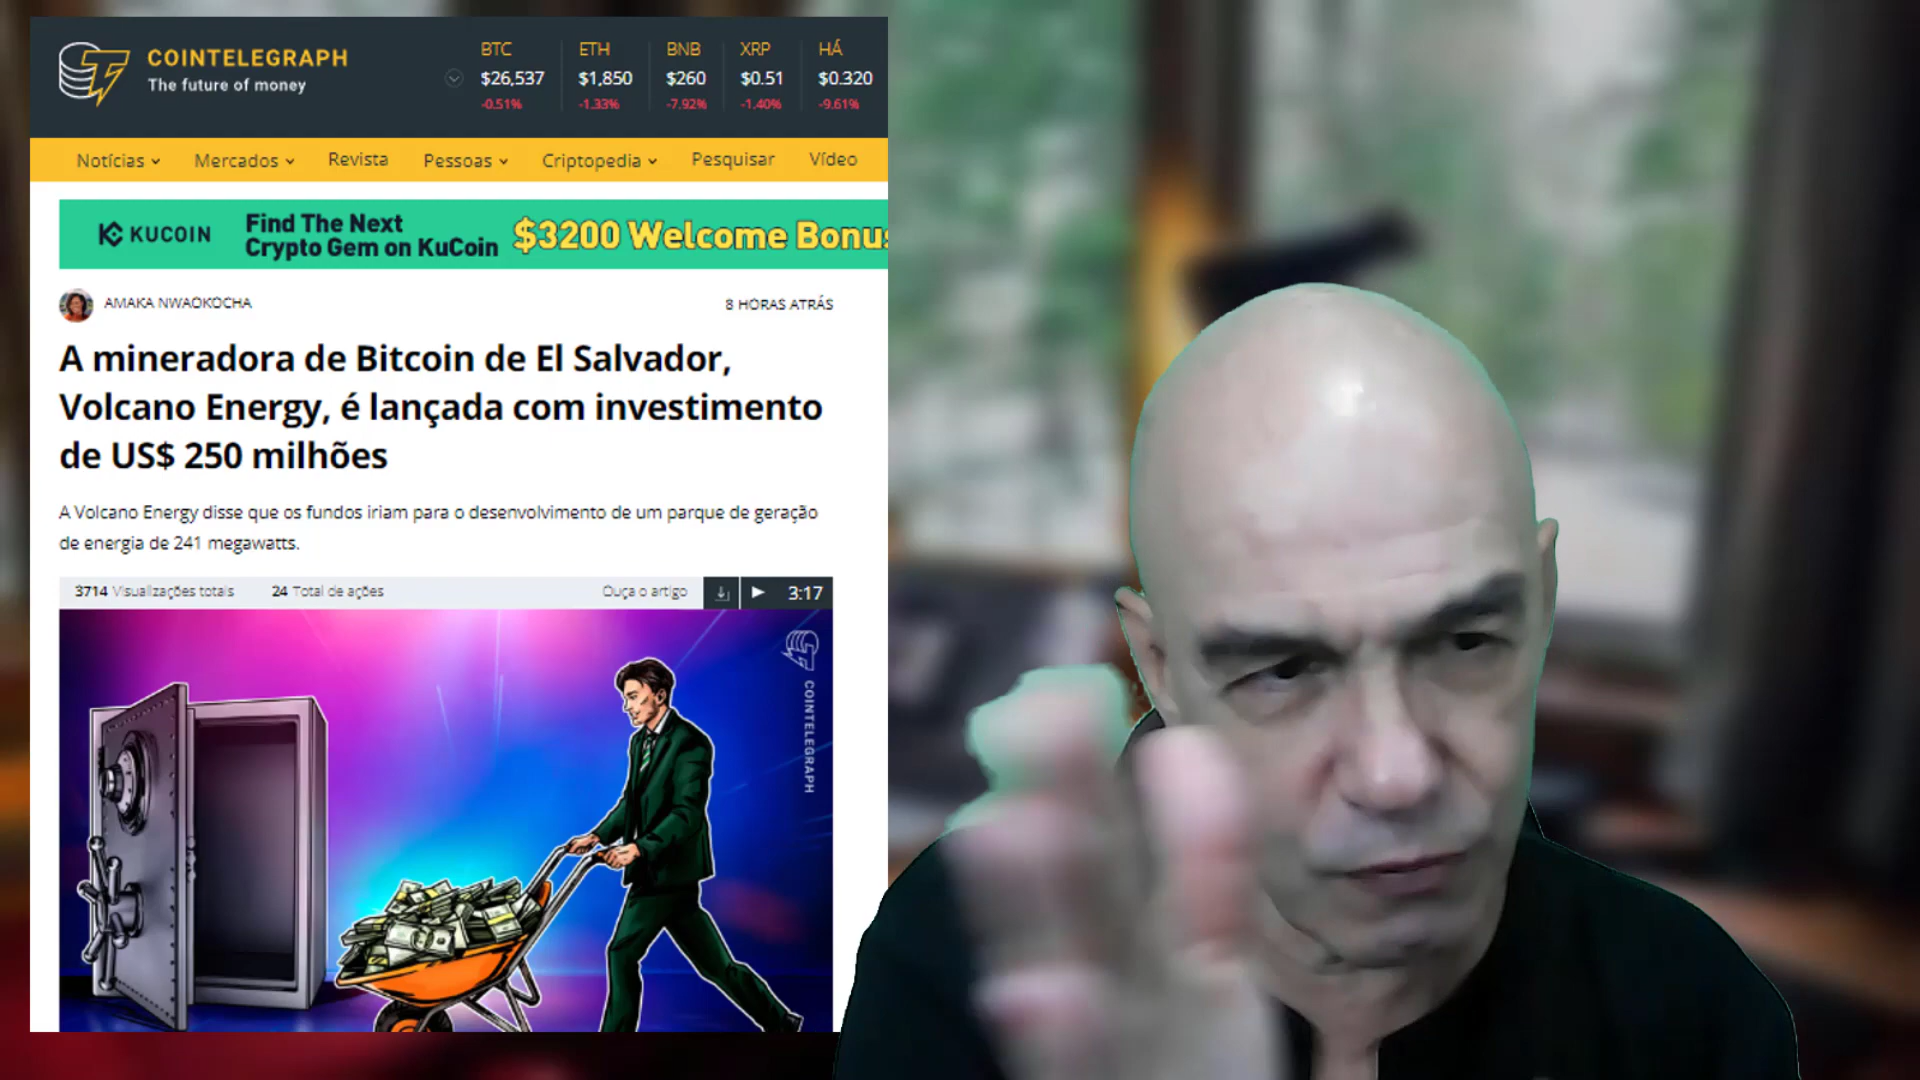 COINTELEGRAPH
The future of money
BTC ETH BNB XRP HÁ
$26,537 $1,850 $260 $0.51 $0.320
-0.51% -1.33% -7.92% -1.40% -9.61%
Notícias Mercados Revista Pessoas Criptopedia Pesquisar Vídeo
KUCOIN
Find The Next
Crypto Gem on KuCoin
$3200 Welcome Bonus
AMAKA NWAOKOCHA
8 HORAS ATRÁS
A mineradora de Bitcoin de El Salvador,
Volcano Energy, é lançada com investimento
de US$ 250 milhões
A Volcano Energy disse que os fundos iriam para o desenvolvimento de um parque de geração
de energia de 241 megawatts.
3714 Visualizações totais 24 Total de ações Ouça o artigo 3:17
COINTELEGRAPH